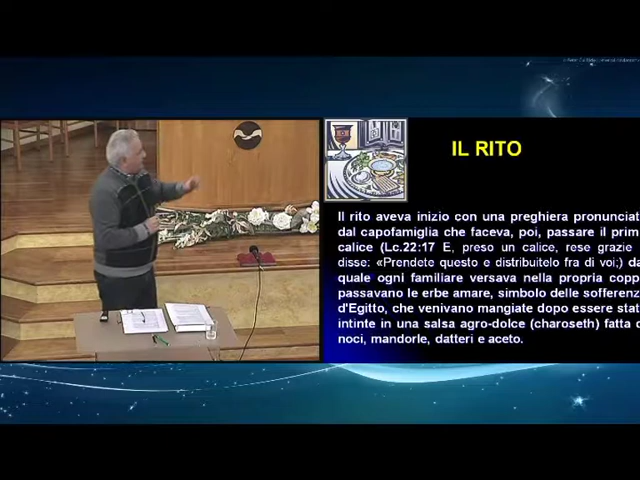 IL RITO
Il rito aveva inizio con una preghiera pronunciat
dal capofamiglia che faceva, poi, passare il prim
calice (Lc.22:17 E, preso un calice, rese grazie
disse: «Prendete questo e distribuitelo fra di voi;) da
quale ogni familiare versava nella propria copp
passavano le erbe amare, simbolo delle sofferenz
d'Egitto, che venivano mangiate dopo essere stat
intinte in una salsa agro-dolce (charoseth) fatta d
noci, mandorle, datteri e aceto.